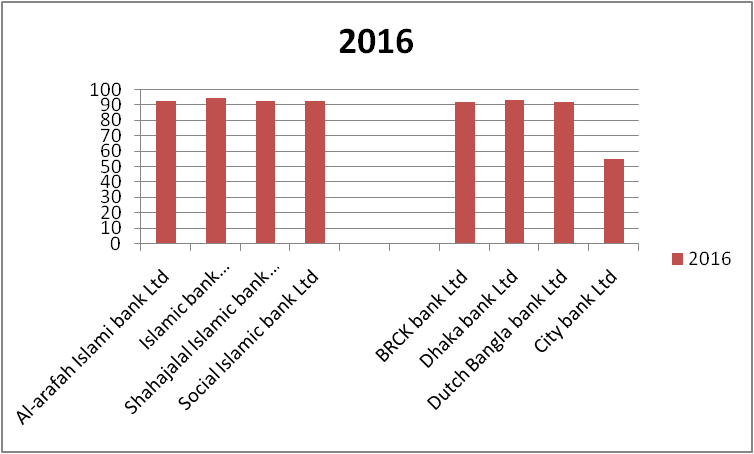 2016
100
90
80
70
60
50
40
30
20
10
0
Al-arafah Islami bank Ltd
Islamic bank...
Shahajalal Islamic bank...
Social Islamic bank Ltd
BRCK bank Ltd
Dhaka bank Ltd
Dutch Bangla bank Ltd
City bank Ltd
2016